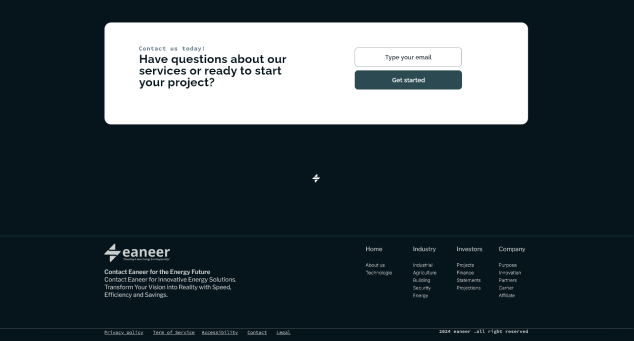 Contact us today!
Have questions about our
services or ready to start
your project?
Type your email
Get started
eaneer
Contact Eaneer for the Energy Future
Contact Eaneer for Innovative Energy Solutions.
Transform Your Vision into Reality with Speed,
Efficiency and Savings.
Home
About us
Technologie
Industry
Industrial
Agriculture
Building
Security
Energy
Investors
Projects
Finance
Statements
Projections
Company
Purpose
Innovation
Partners
Carrier
Affiliate
Privacy policy
Term of Service
Accessibility
Contact
Legal
2024 eaneer …all right reserved